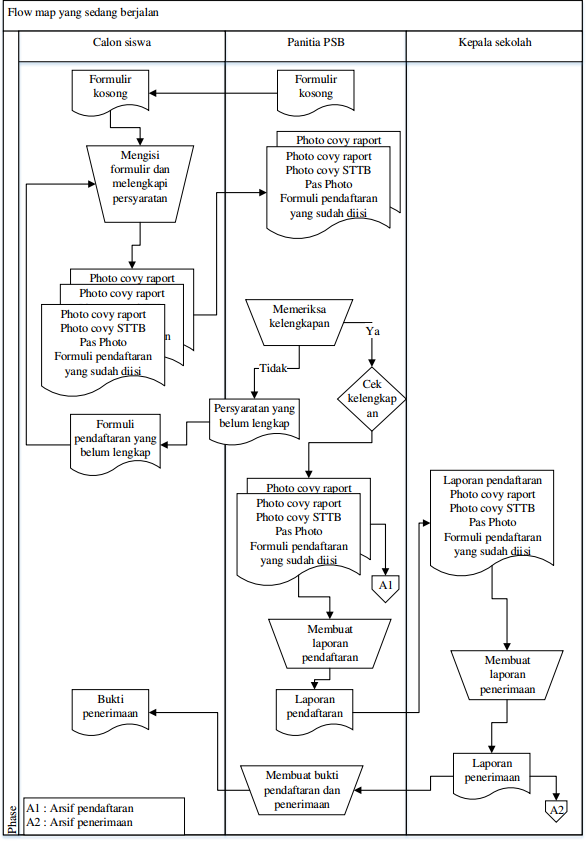 Flow map yang sedang berjalan
Calon siswa
Panitia PSB
Kepala sekolah
Formulir
kosong
Formulir
kosong
Mengisi
formulir dan
melengkapi
persyaratan
Photo covy raport
Photo covy raport
Photo covy STTB
Pas Photo
Formuli pendaftaran
yang sudah diisi
Photo covy raport
Photo covy raport
n
Photo covy raport
Photo covy STTB
Pas Photo
Formuli pendaftaran
yang sudah diisi
Memeriksa
kelengkapan
Ya
Tidak
Cek
kelengkap
an
Persyaratan yang
belum lengkap
Formuli
pendaftaran yang
belum lengkap
Photo covy raport
Photo covy raport
Photo covy STTB
Pas Photo
Formuli pendaftaran
yang sudah diisi
A1
Laporan pendaftaran
Photo covy raport
Photo covy STTB
Pas Photo
Formuli pendaftaran
yang sudah diisi
Membuat
laporan
pendaftaran
Membuat
laporan
penerimaan
Bukti
penerimaan
Laporan
pendaftaran
Membuat bukti
pendaftaran dan
penerimaan
Laporan
penerimaan
A2
A1 : Arsif pendaftaran
A2 : Arsif penerimaan
Phase